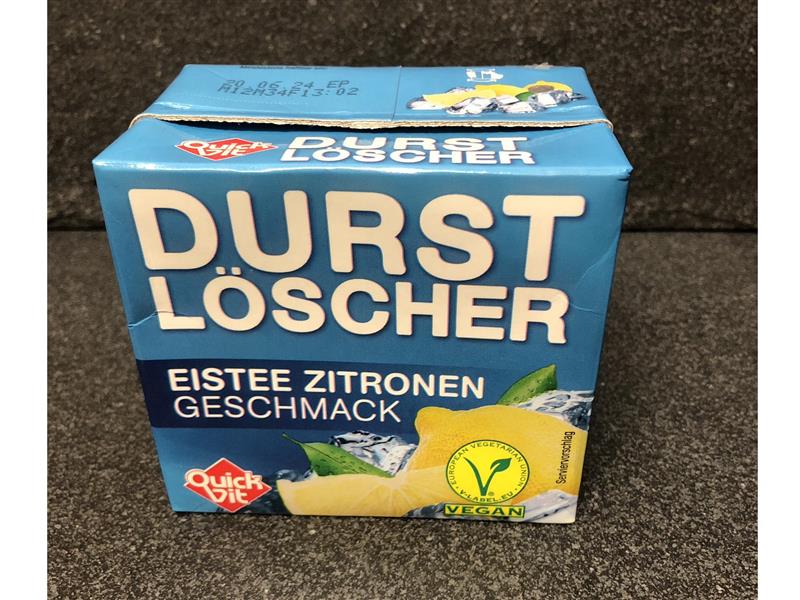 20 06 24 EP
A12M34F13:02
Quick
Vit
DURST
LÖSCHER
DURST
LÖSCHER
EISTEE ZITRONEN
GESCHMACK
Quick
Vit
EUROPEAN VEGETARIAN UNION
V-LABEL.EU
VEGAN
Serviervorschlag